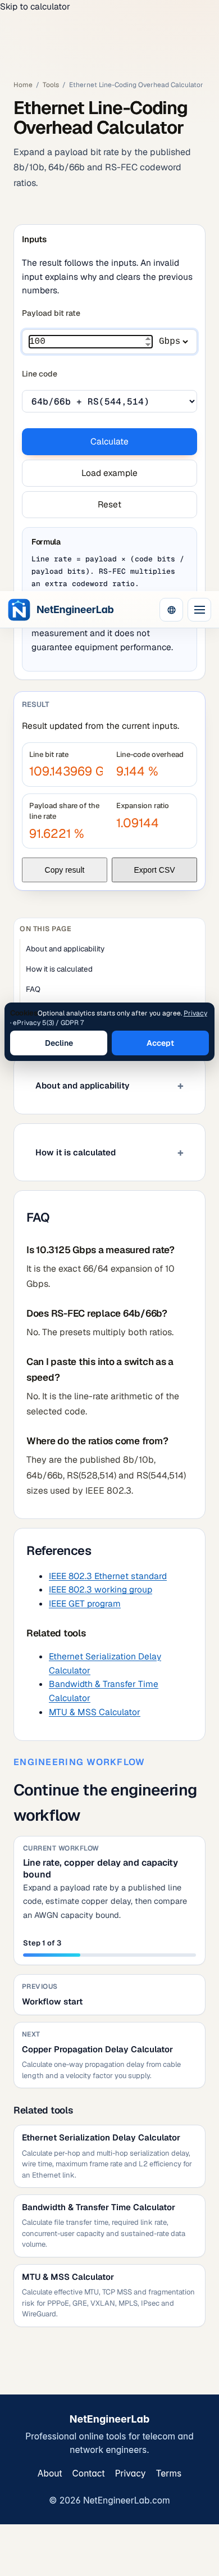 Skip to calculator
Home / Tools / Ethernet Line-Coding Overhead Calculator
Ethernet Line-Coding
Overhead Calculator
Expand a payload bit rate by the published
8b/10b, 64b/66b and RS-FEC codeword
ratios.
Inputs
The result follows the inputs. An invalid
input explains why and clears the previous
numbers.
Payload bit rate
100
Gbps
Line code
64b/66b + RS(544,514)
Calculate
Load example
Reset
Formula
Line rate = payload × (code bits /
payload bits). RS-FEC multiplies
an extra codeword ratio.
NetEngineerLab
measurement and it does not
guarantee equipment performance.
RESULT
Result updated from the current inputs.
Line bit rate
109.143969 G
Line-code overhead
9.144 %
Payload share of the
line rate
91.6221 %
Expansion ratio
1.09144
Copy result
Export CSV
ON THIS PAGE
About and applicability
How it is calculated
FAQ
Optional analytics starts only after you agree. Privacy
· ePrivacy 5(3) / GDPR 7
Decline
Accept
About and applicability +
How it is calculated +
FAQ
Is 10.3125 Gbps a measured rate?
It is the exact 66/64 expansion of 10
Gbps.
Does RS-FEC replace 64b/66b?
No. The presets multiply both ratios.
Can I paste this into a switch as a
speed?
No. It is the line-rate arithmetic of the
selected code.
Where do the ratios come from?
They are the published 8b/10b,
64b/66b, RS(528,514) and RS(544,514)
sizes used by IEEE 802.3.
References
IEEE 802.3 Ethernet standard
IEEE 802.3 working group
IEEE GET program
Related tools
Ethernet Serialization Delay
Calculator
Bandwidth & Transfer Time
Calculator
MTU & MSS Calculator
ENGINEERING WORKFLOW
Continue the engineering
workflow
CURRENT WORKFLOW
Line rate, copper delay and capacity
bound
Expand a payload rate by a published line
code, estimate copper delay, then compare
an AWGN capacity bound.
Step 1 of 3
PREVIOUS
Workflow start
NEXT
Copper Propagation Delay Calculator
Calculate one-way propagation delay from cable
length and a velocity factor you supply.
Related tools
Ethernet Serialization Delay Calculator
Calculate per-hop and multi-hop serialization delay,
wire time, maximum frame rate and L2 efficiency for
an Ethernet link.
Bandwidth & Transfer Time Calculator
Calculate file transfer time, required link rate,
concurrent-user capacity and sustained-rate data
volume.
MTU & MSS Calculator
Calculate effective MTU, TCP MSS and fragmentation
risk for PPPoE, GRE, VXLAN, MPLS, IPsec and
WireGuard.
NetEngineerLab
Professional online tools for telecom and
network engineers.
About Contact Privacy Terms
© 2026 NetEngineerLab.com